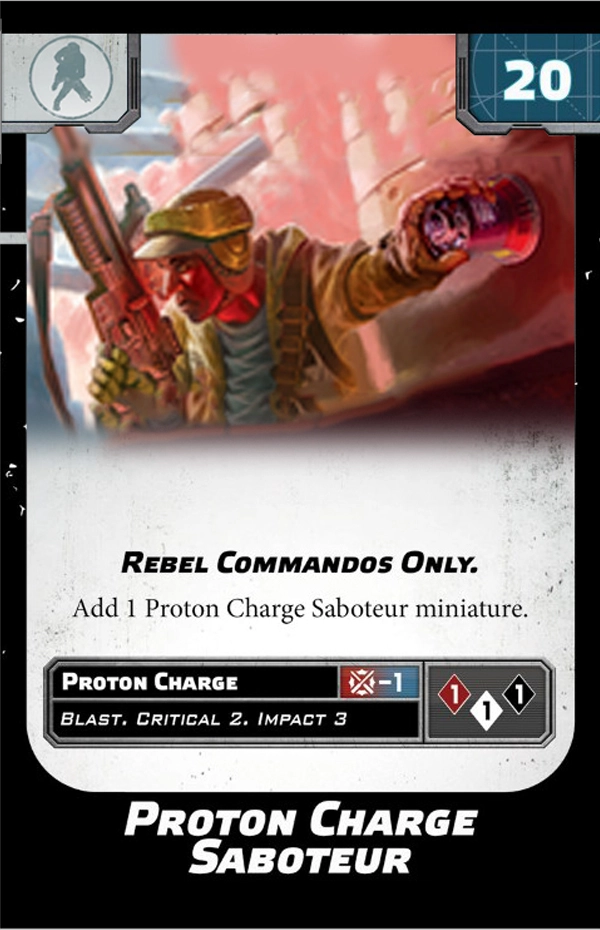 20
REBEL COMMANDOS ONLY.
Add 1 Proton Charge Saboteur miniature.
PROTON CHARGE -1
BLAST. CRITICAL 2. IMPACT 3
1 1 1
PROTON CHARGE
SABOTEUR